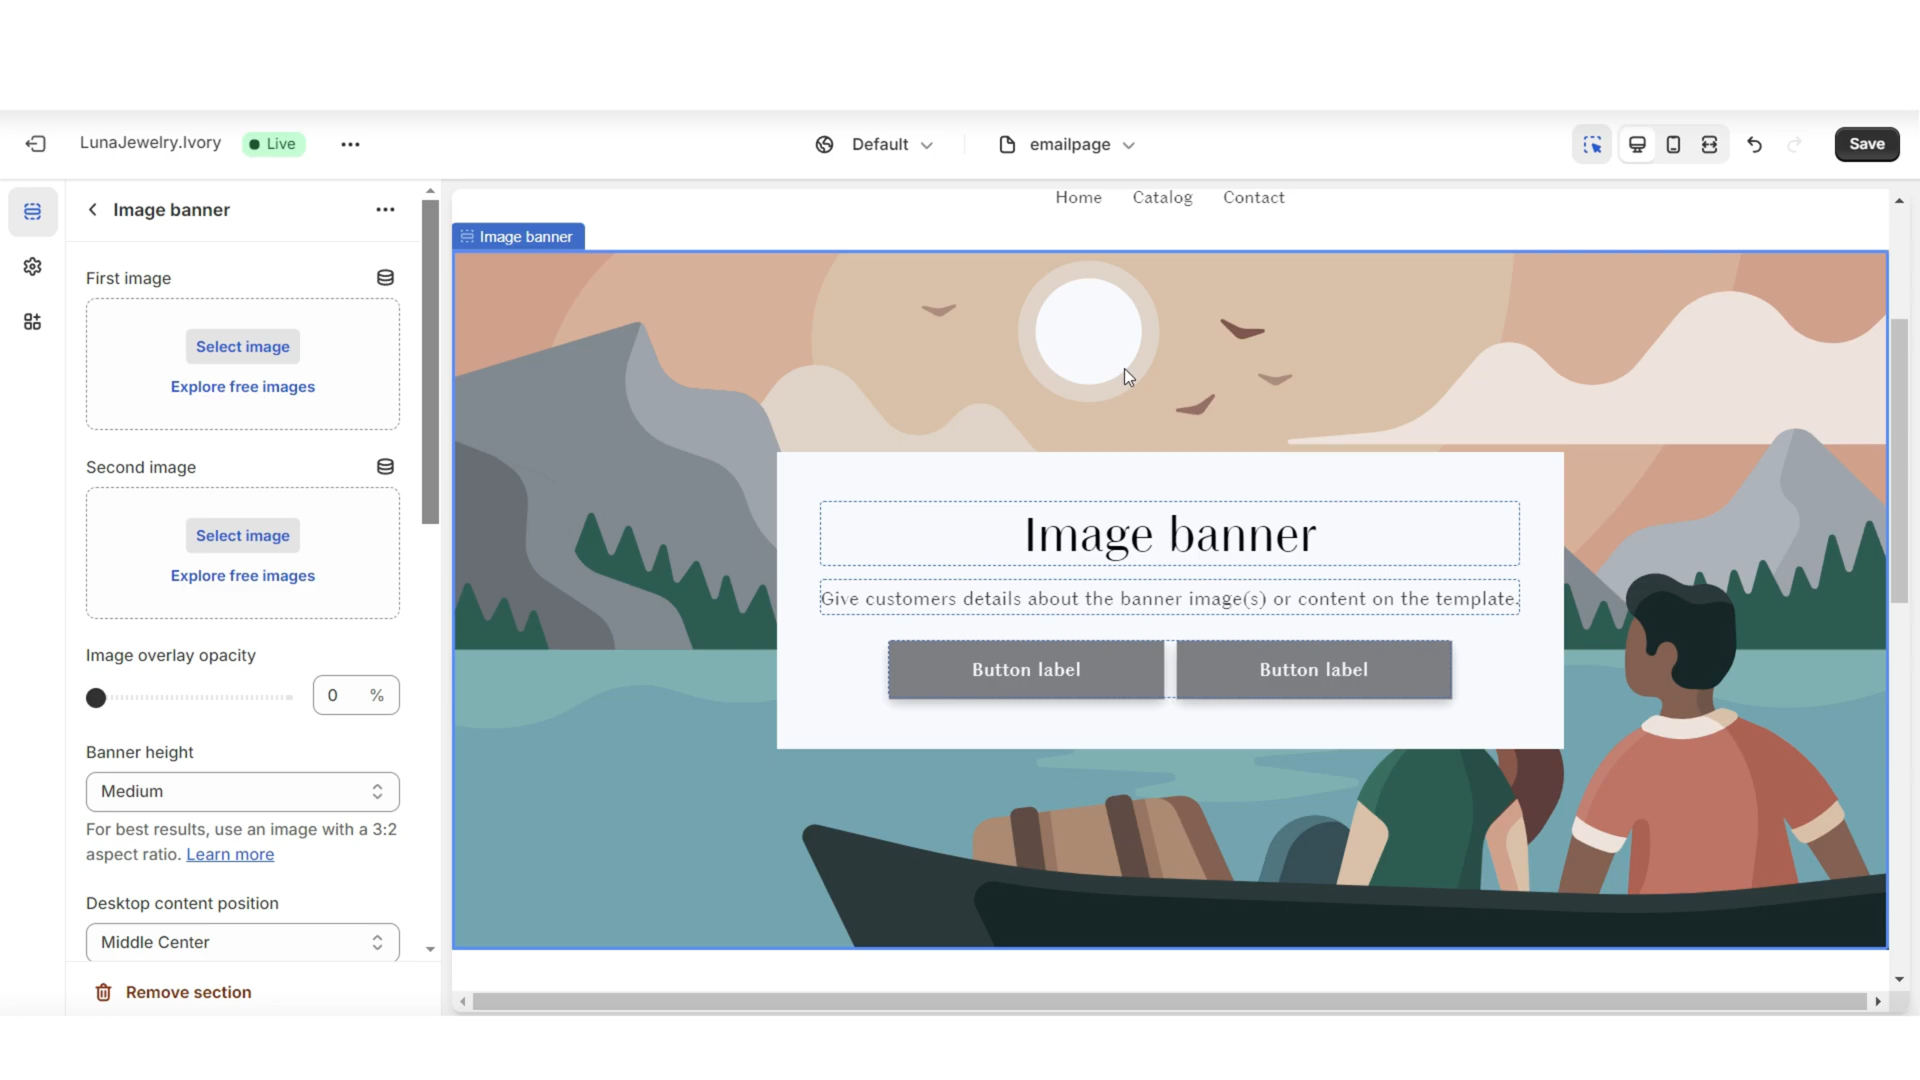 LunaJewelry.Ivory
Live
Default
emailpage
Save
Image banner
First image
Select image
Explore free images
Second image
Select image
Explore free images
Image overlay opacity
0 %
Banner height
Medium
For best results, use an image with a 3:2
aspect ratio. Learn more
Desktop content position
Middle Center
Remove section
Home Catalog Contact
Image banner
Image banner
Give customers details about the banner image(s) or content on the template.
Button label
Button label